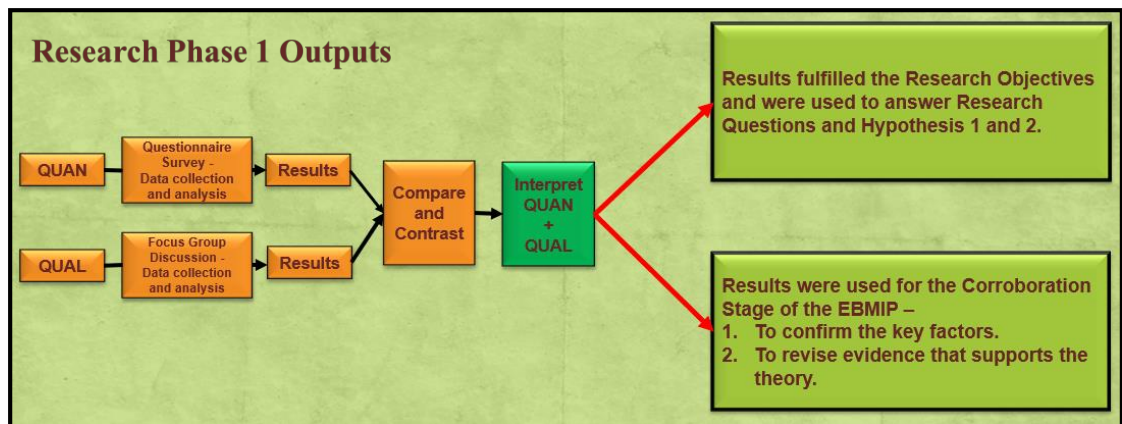 Research Phase 1 Outputs
QUAN
Questionnaire
Survey -
Data collection
and analysis
Results
QUAL
Focus Group
Discussion -
Data collection
and analysis
Results
Compare
and
Contrast
Interpret
QUAN
+
QUAL
Results fulfilled the Research Objectives
and were used to answer Research
Questions and Hypothesis 1 and 2.
Results were used for the Corroboration
Stage of the EBMIP –
1. To confirm the key factors.
2. To revise evidence that supports the
theory.